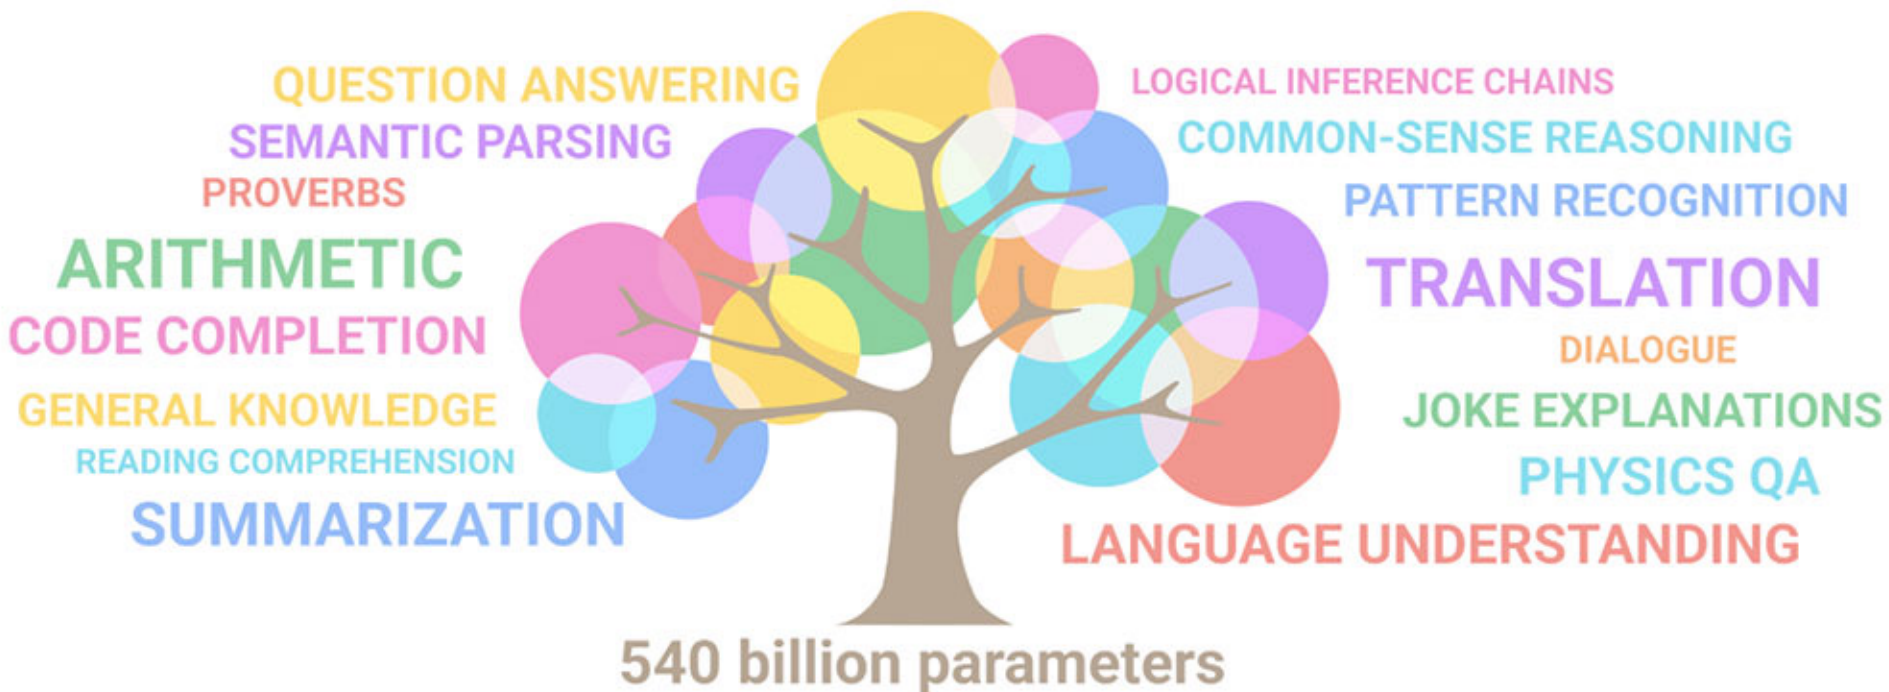 QUESTION ANSWERING
SEMANTIC PARSING
PROVERBS
ARITHMETIC
CODE COMPLETION
GENERAL KNOWLEDGE
READING COMPREHENSION
SUMMARIZATION
LOGICAL INFERENCE CHAINS
COMMON-SENSE REASONING
PATTERN RECOGNITION
TRANSLATION
DIALOGUE
JOKE EXPLANATIONS
PHYSICS QA
LANGUAGE UNDERSTANDING
540 billion parameters